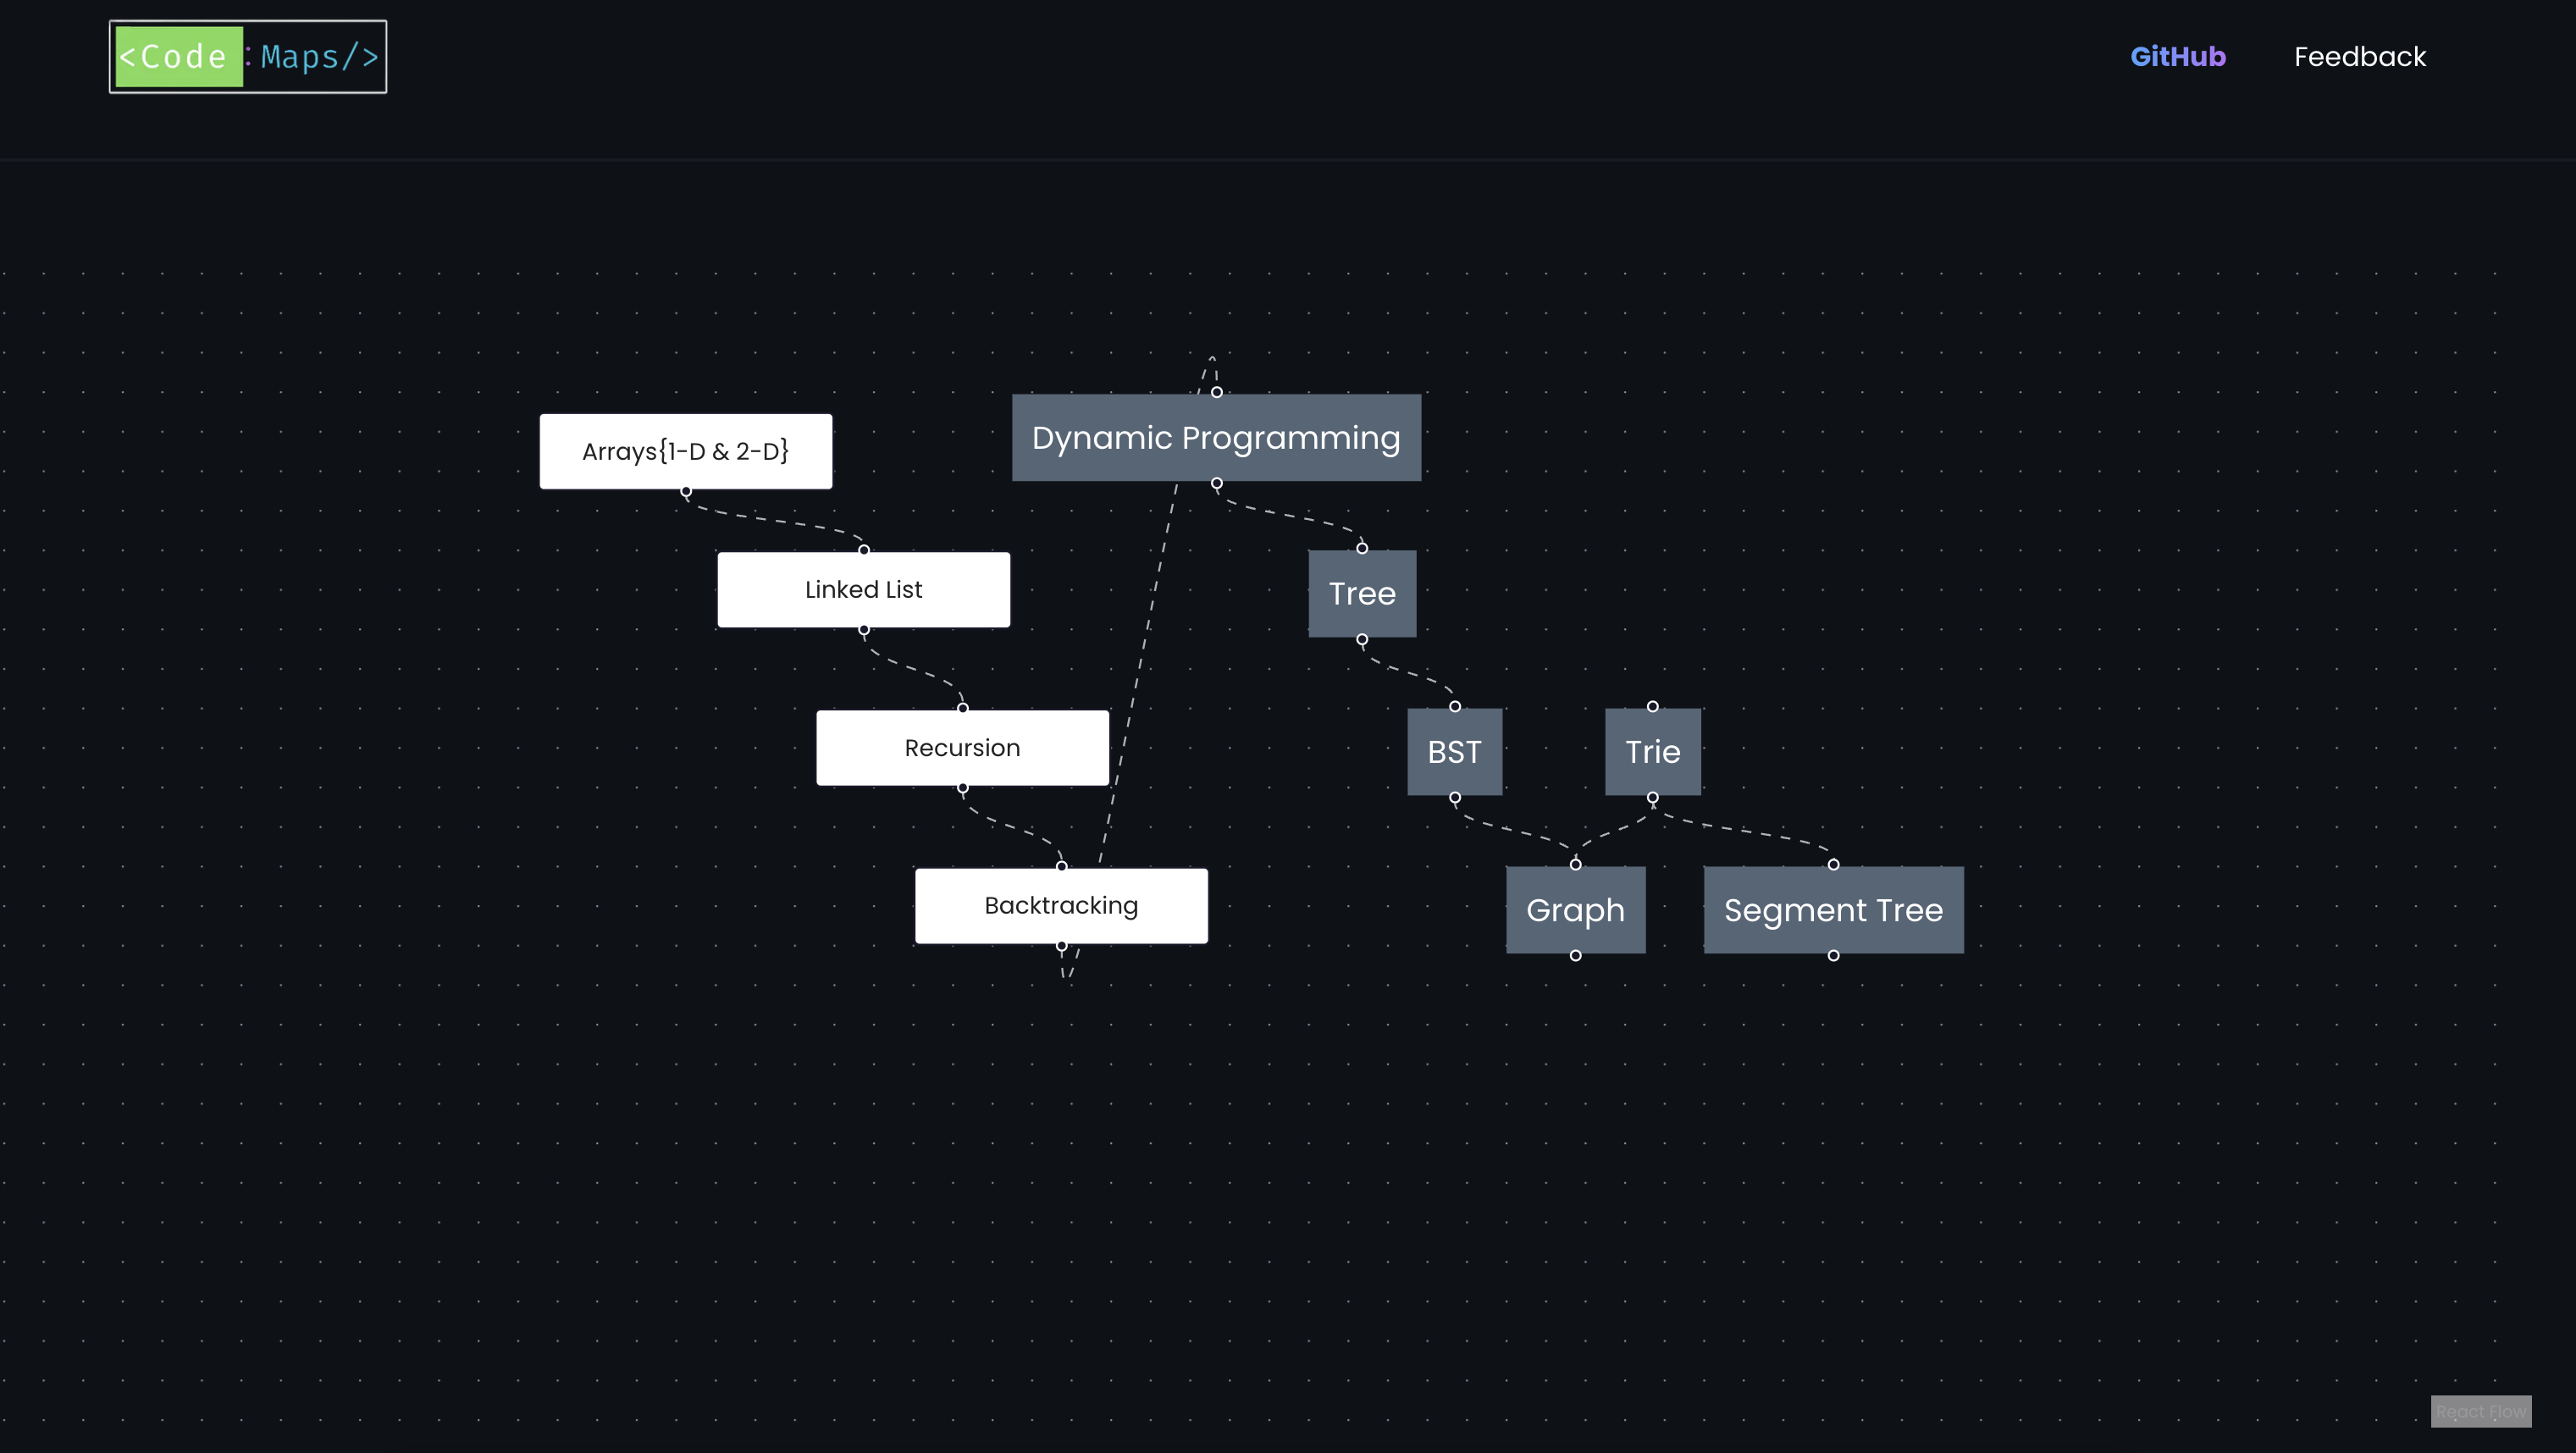 <Code:Maps/>
GitHub
Feedback
Arrays{1-D & 2-D}
Dynamic Programming
Linked List
Tree
Recursion
BST
Trie
Backtracking
Graph
Segment Tree
React Flow